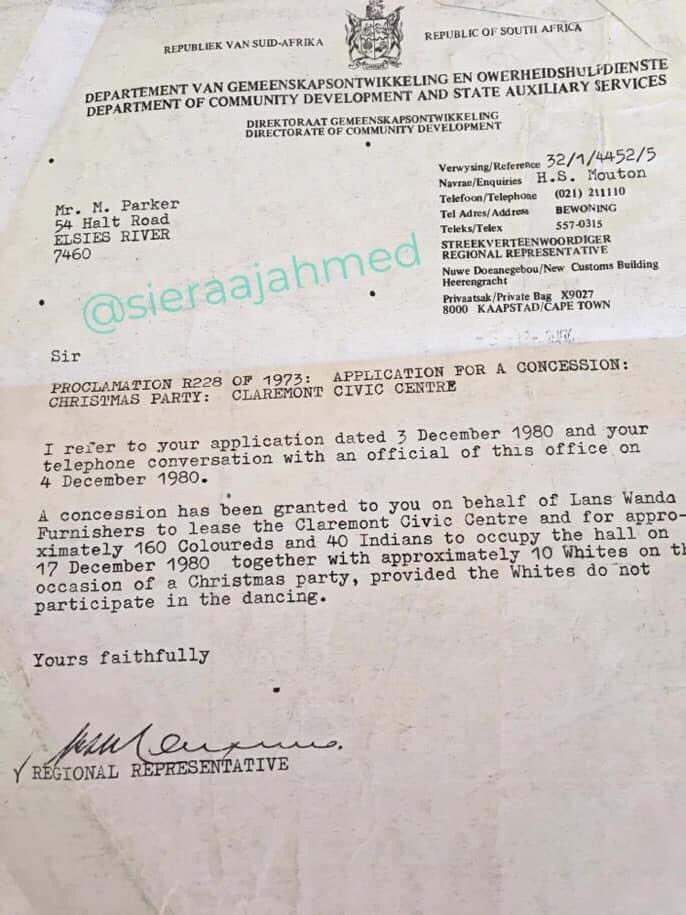 REPUBLIEK VAN SUID-AFRIKA
REPUBLIC OF SOUTH AFRICA
DEPARTEMENT VAN GEMEENSKAPSONTWIKKELING EN OWERHEIDSHULPDIENSTE
DEPARTMENT OF COMMUNITY DEVELOPMENT AND STATE AUXILIARY SERVICES
DIREKTORAAT GEMEENSKAPSONTWIKKELING
DIRECTORATE OF COMMUNITY DEVELOPMENT
Verwysing/Reference 32/1/4452/5
Navrae/Enquiries H.S. Mouton
Telefoon/Telephone (021) 211110
Tel Adres/Address BEWONING
Teleks/Telex 557-0315
STREEKVERTEENWOORDIGER
REGIONAL REPRESENTATIVE
Nuwe Doeanegebou/New Customs Building
Heerengracht
Privaatsak/Private Bag X9027
8000 KAAPSTAD/CAPE TOWN
Mr. M. Parker
54 Halt Road
ELSIES RIVER
7460
@sieraajahmed
Sir
PROCLAMATION R228 OF 1973: APPLICATION FOR A CONCESSION:
CHRISTMAS PARTY: CLAREMONT CIVIC CENTRE
I refer to your application dated 3 December 1980 and your
telephone conversation with an official of this office on
4 December 1980.
A concession has been granted to you on behalf of Lans Wanda
Furnishers to lease the Claremont Civic Centre and for appro-
ximately 160 Coloureds and 40 Indians to occupy the hall on
17 December 1980 together with approximately 10 Whites on th
occasion of a Christmas party, provided the Whites do not
participate in the dancing.
Yours faithfully
REGIONAL REPRESENTATIVE